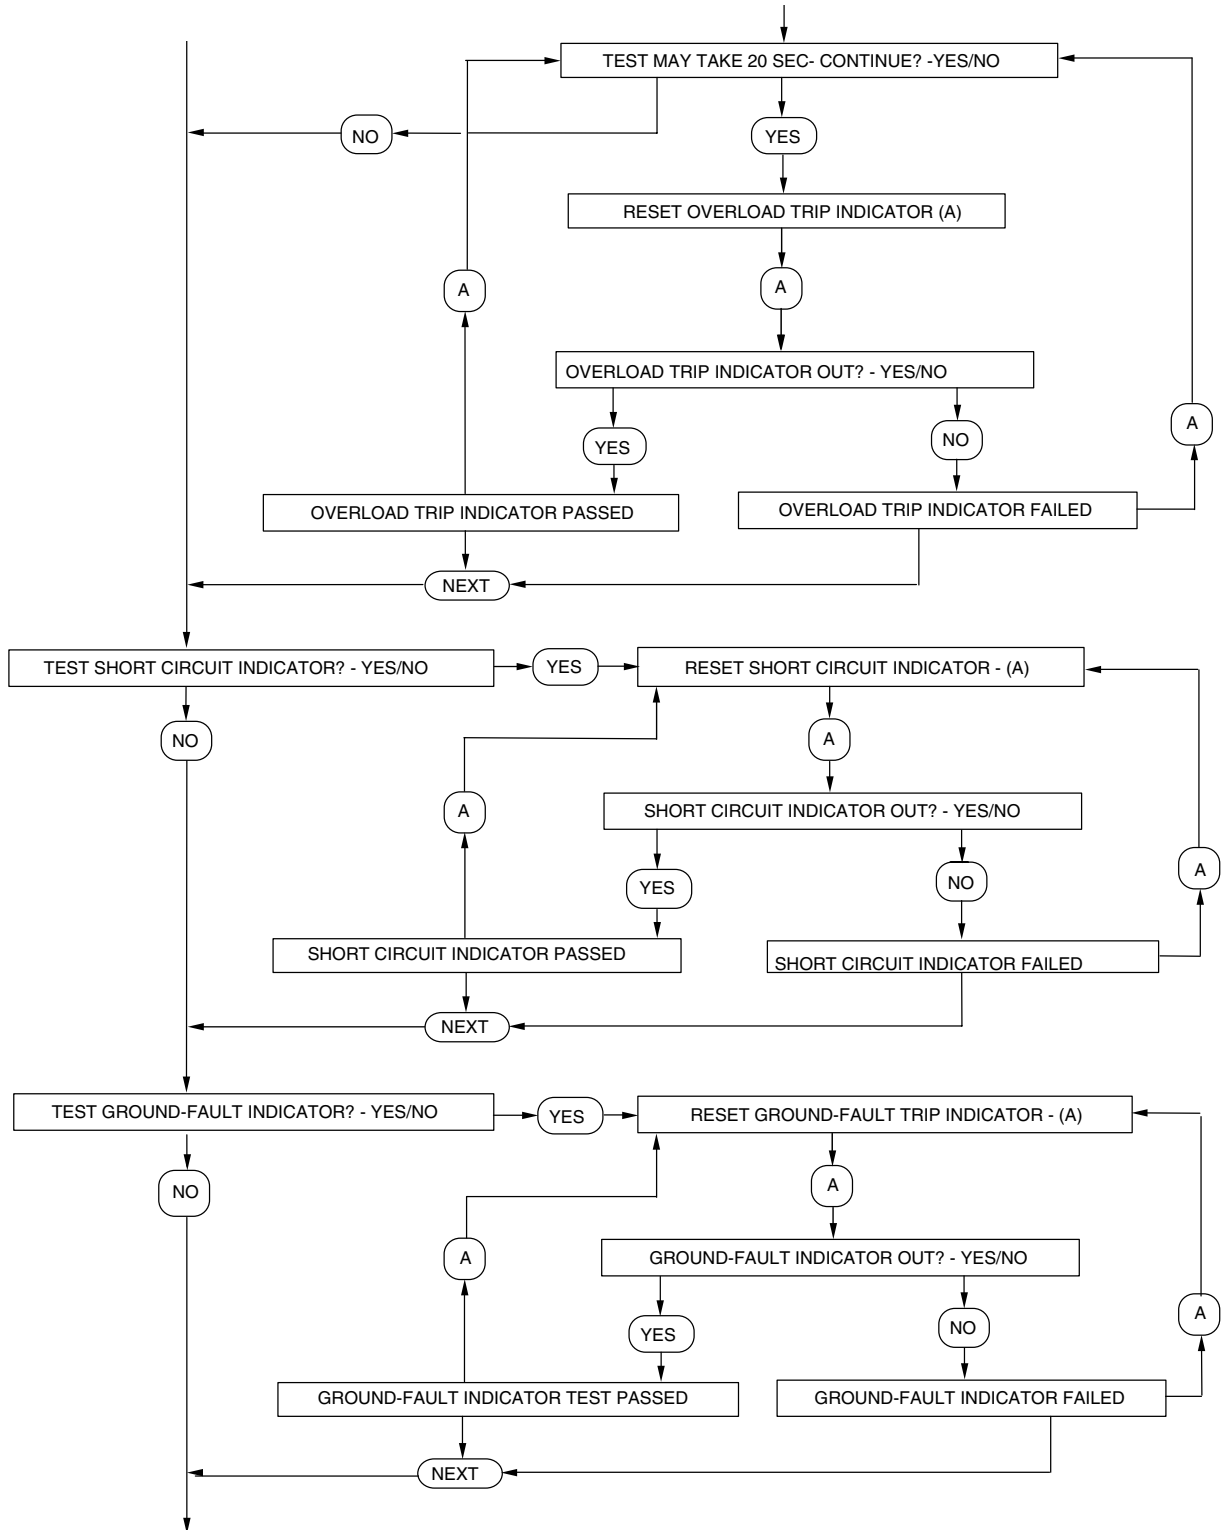 TEST MAY TAKE 20 SEC- CONTINUE? -YES/NO
NO
YES
RESET OVERLOAD TRIP INDICATOR (A)
A
A
OVERLOAD TRIP INDICATOR OUT? - YES/NO
A
YES
NO
OVERLOAD TRIP INDICATOR PASSED
OVERLOAD TRIP INDICATOR FAILED
NEXT
TEST SHORT CIRCUIT INDICATOR? - YES/NO
YES
RESET SHORT CIRCUIT INDICATOR - (A)
NO
A
A
SHORT CIRCUIT INDICATOR OUT? - YES/NO
A
YES
NO
SHORT CIRCUIT INDICATOR PASSED
SHORT CIRCUIT INDICATOR FAILED
NEXT
TEST GROUND-FAULT INDICATOR? - YES/NO
YES
RESET GROUND-FAULT TRIP INDICATOR - (A)
NO
A
A
GROUND-FAULT INDICATOR OUT? - YES/NO
A
YES
NO
GROUND-FAULT INDICATOR TEST PASSED
GROUND-FAULT INDICATOR FAILED
NEXT